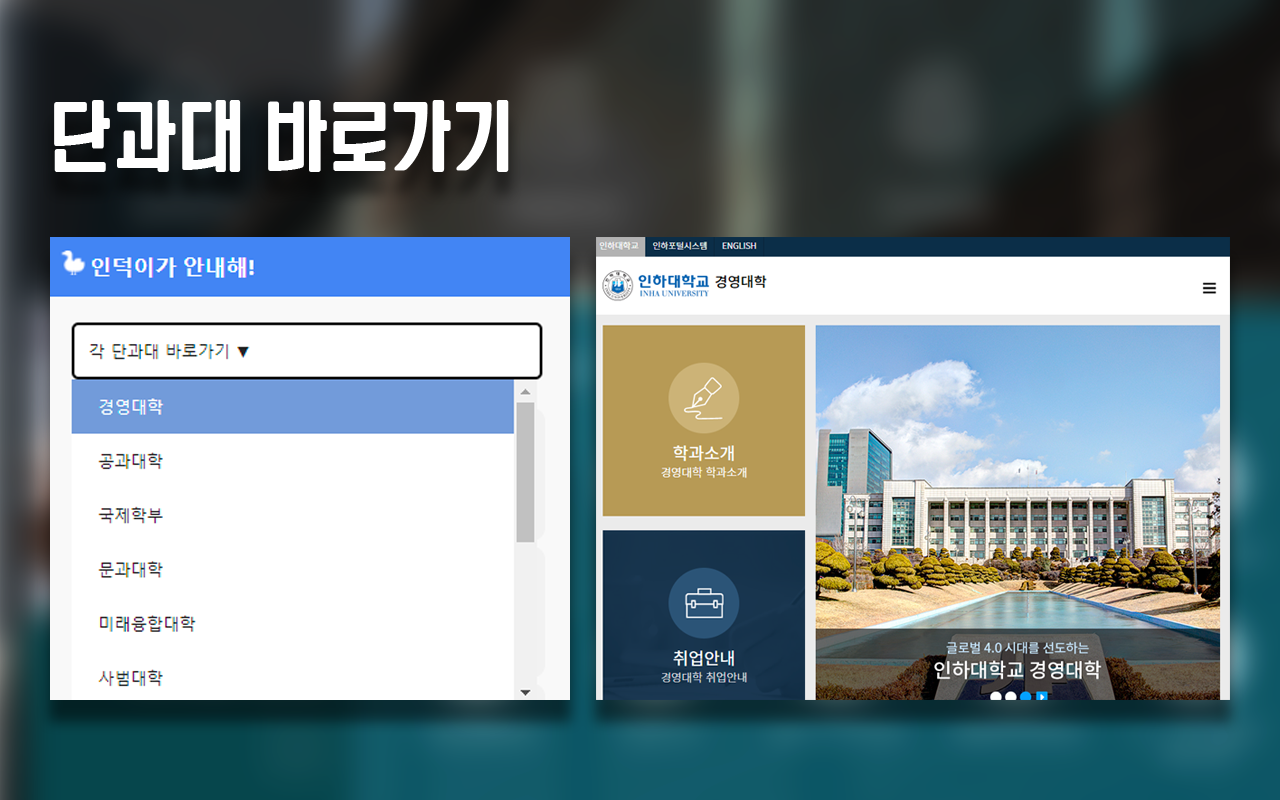 단과대 바로가기
인덕이가 안내해!
각 단과대 바로가기 ▼
경영대학
공과대학
국제학부
문과대학
미래융합대학
사범대학
인하대학교 인하포털시스템 ENGLISH
인하대학교 경영대학
INHA UNIVERSITY
학과소개
경영대학 학과소개
취업안내
경영대학 취업안내
글로벌 4.0 시대를 선도하는
인하대학교 경영대학